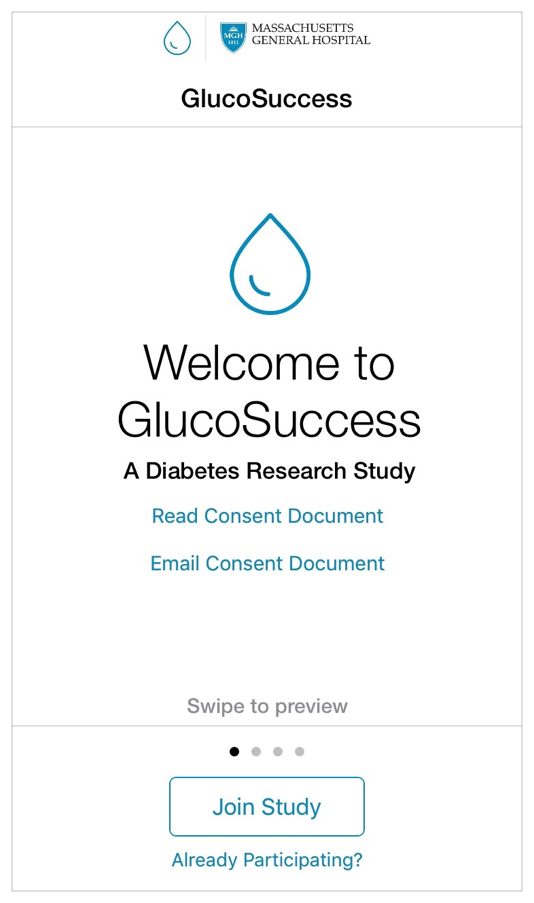 MGH
1811
MASSACHUSETTS
GENERAL HOSPITAL
GlucoSuccess
Welcome to
GlucoSuccess
A Diabetes Research Study
Read Consent Document
Email Consent Document
Swipe to preview
Join Study
Already Participating?